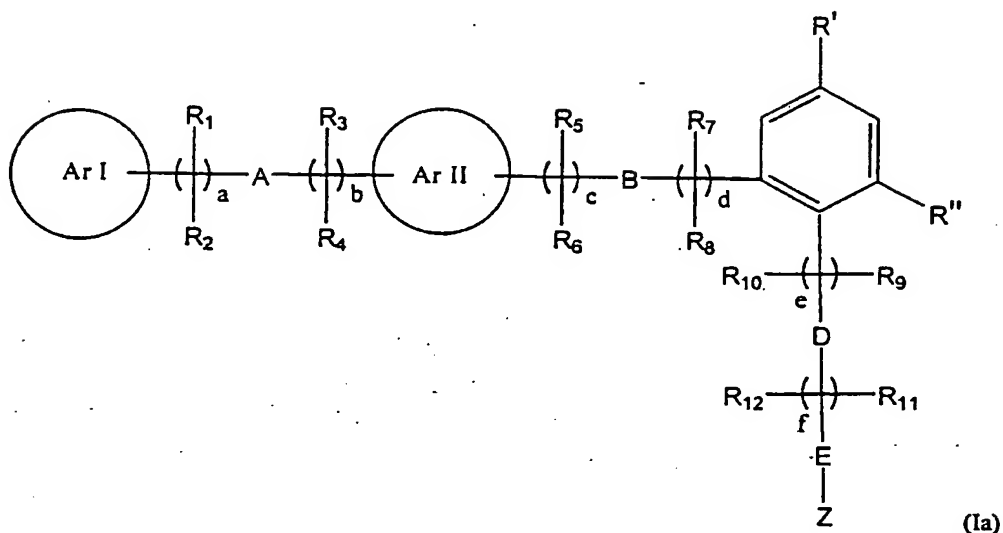 R'
R1 R3 R5 R7
Ar I ( ) a A ( ) b Ar II ( ) c B ( ) d
R2 R4 R6 R8 R"
R10 ( ) e R9
D
R12 ( ) f R11
E
Z
(Ia)